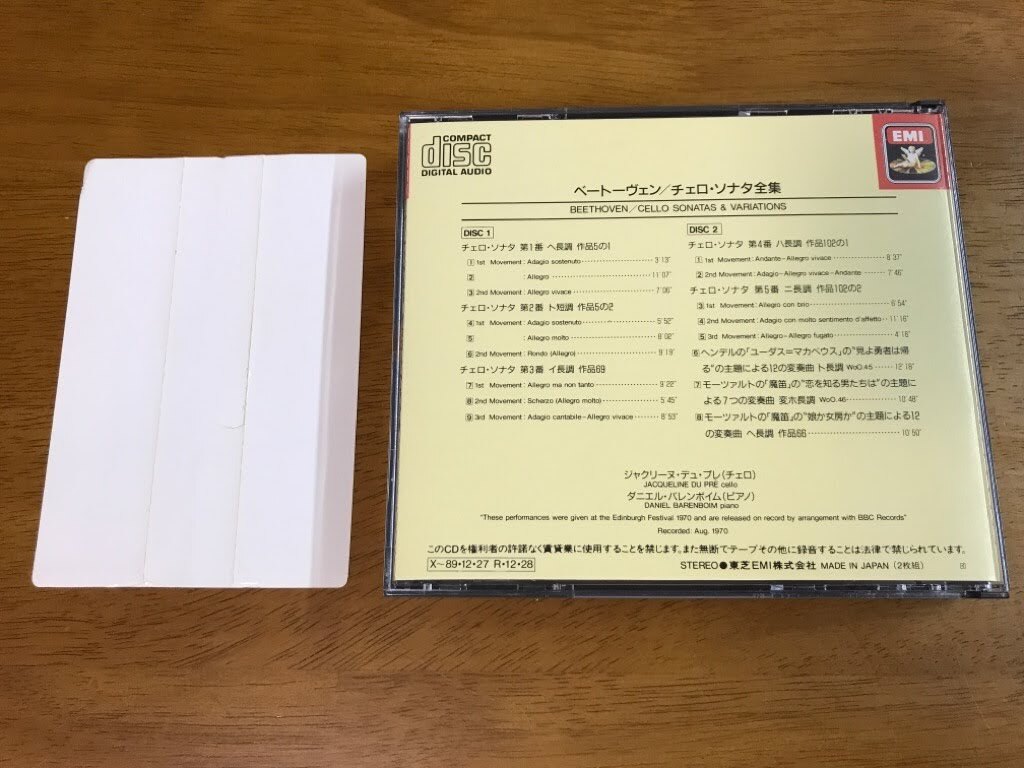 COMPACT
disc
DIGITAL AUDIO
EMI
ベートーヴェン/チェロ・ソナタ全集
BEETHOVEN/CELLO SONATAS & VARIATIONS
DISC 1
チェロ・ソナタ 第1番 ヘ長調 作品5の1
1 1st Movement: Adagio sostenuto 3'13"
2 : Allegro 11'07"
3 2nd Movement: Allegro vivace 7'06"
チェロ・ソナタ 第2番 ト短調 作品5の2
4 1st Movement: Adagio sostenuto 5'52"
5 : Allegro molto 8'02"
6 2nd Movement: Rondo (Allegro) 9'19"
チェロ・ソナタ 第3番 イ長調 作品69
7 1st Movement: Allegro ma non tanto 9'22"
8 2nd Movement: Scherzo (Allegro molto) 5'45"
9 3rd Movement: Adagio cantabile–Allegro vivace 8'53"
DISC 2
チェロ・ソナタ 第4番 ハ長調 作品102の1
1 1st Movement: Andante–Allegro vivace 8'37"
2 2nd Movement: Adagio–Allegro vivace–Andante 7'46"
チェロ・ソナタ 第5番 ニ長調 作品102の2
3 1st Movement: Allegro con brio 6'54"
4 2nd Movement: Adagio con molto sentimento d'affetto 11'16"
5 3rd Movement: Allegro–Allegro fugato 4'16"
6 ヘンデルの「ユーダス=マカベウス」の"見よ勇者は帰
る"の主題による12の変奏曲 ト長調 WoO.45 12'18"
7 モーツァルトの「魔笛」の"恋を知る男たちは"の主題に
よる7つの変奏曲 変ホ長調 WoO.46 10'48"
8 モーツァルトの「魔笛」の"娘か女房か"の主題による12
の変奏曲 ヘ長調 作品66 10'50"
ジャクリーヌ・デュ・プレ(チェロ)
JACQUELINE DU PRÉ cello
ダニエル・バレンボイム(ピアノ)
DANIEL BARENBOIM piano
"These performances were given at the Edinburgh Festival 1970 and are released on record by arrangement with BBC Records"
Recorded: Aug. 1970
このCDを権利者の許諾なく賃貸業に使用することを禁じます。また無断でテープその他に録音することは法律で禁じられています。
X〜89・12・27 R・12・28
STEREO ● 東芝EMI株式会社 MADE IN JAPAN (2枚組)